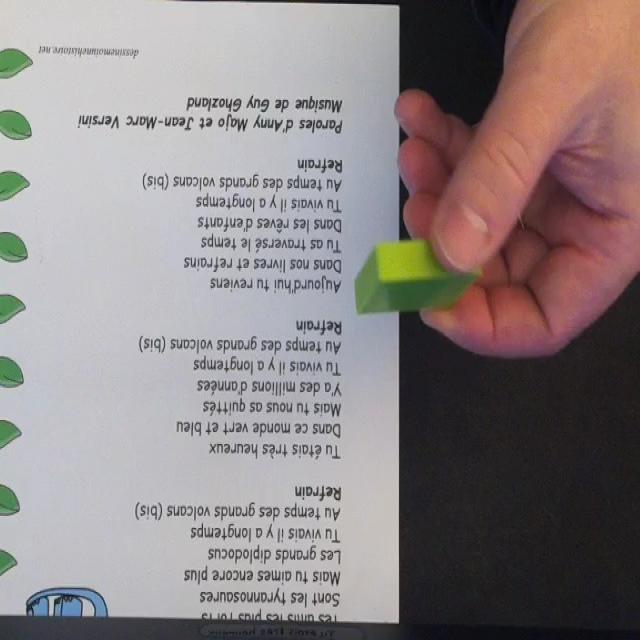 Sont les tyrannosaures
Mais tu aimes encore plus
Les grands diplodocus
Tu vivais il y a longtemps
Au temps des grands volcans (bis)
Refrain
Tu étais très heureux
Dans ce monde vert et bleu
Mais tu nous as quittés
Y'a des millions d'années
Tu vivais il y a longtemps
Au temps des grands volcans (bis)
Refrain
Aujourd'hui tu reviens
Dans nos livres et refrains
Tu as traversé le temps
Dans les rêves d'enfants
Tu vivais il y a longtemps
Au temps des grands volcans (bis)
Refrain
Paroles d'Anny Majo et Jean-Marc Versini
Musique de Guy Ghozland
dessinemoiunehistoire.net